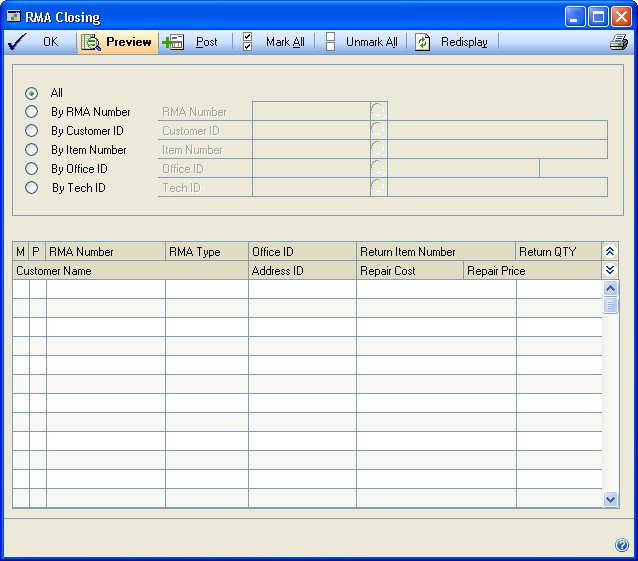 RMA Closing
OK Preview Post Mark All Unmark All Redisplay
All
By RMA Number RMA Number
By Customer ID Customer ID
By Item Number Item Number
By Office ID Office ID
By Tech ID Tech ID
M P RMA Number RMA Type Office ID Return Item Number Return QTY
Customer Name Address ID Repair Cost Repair Price